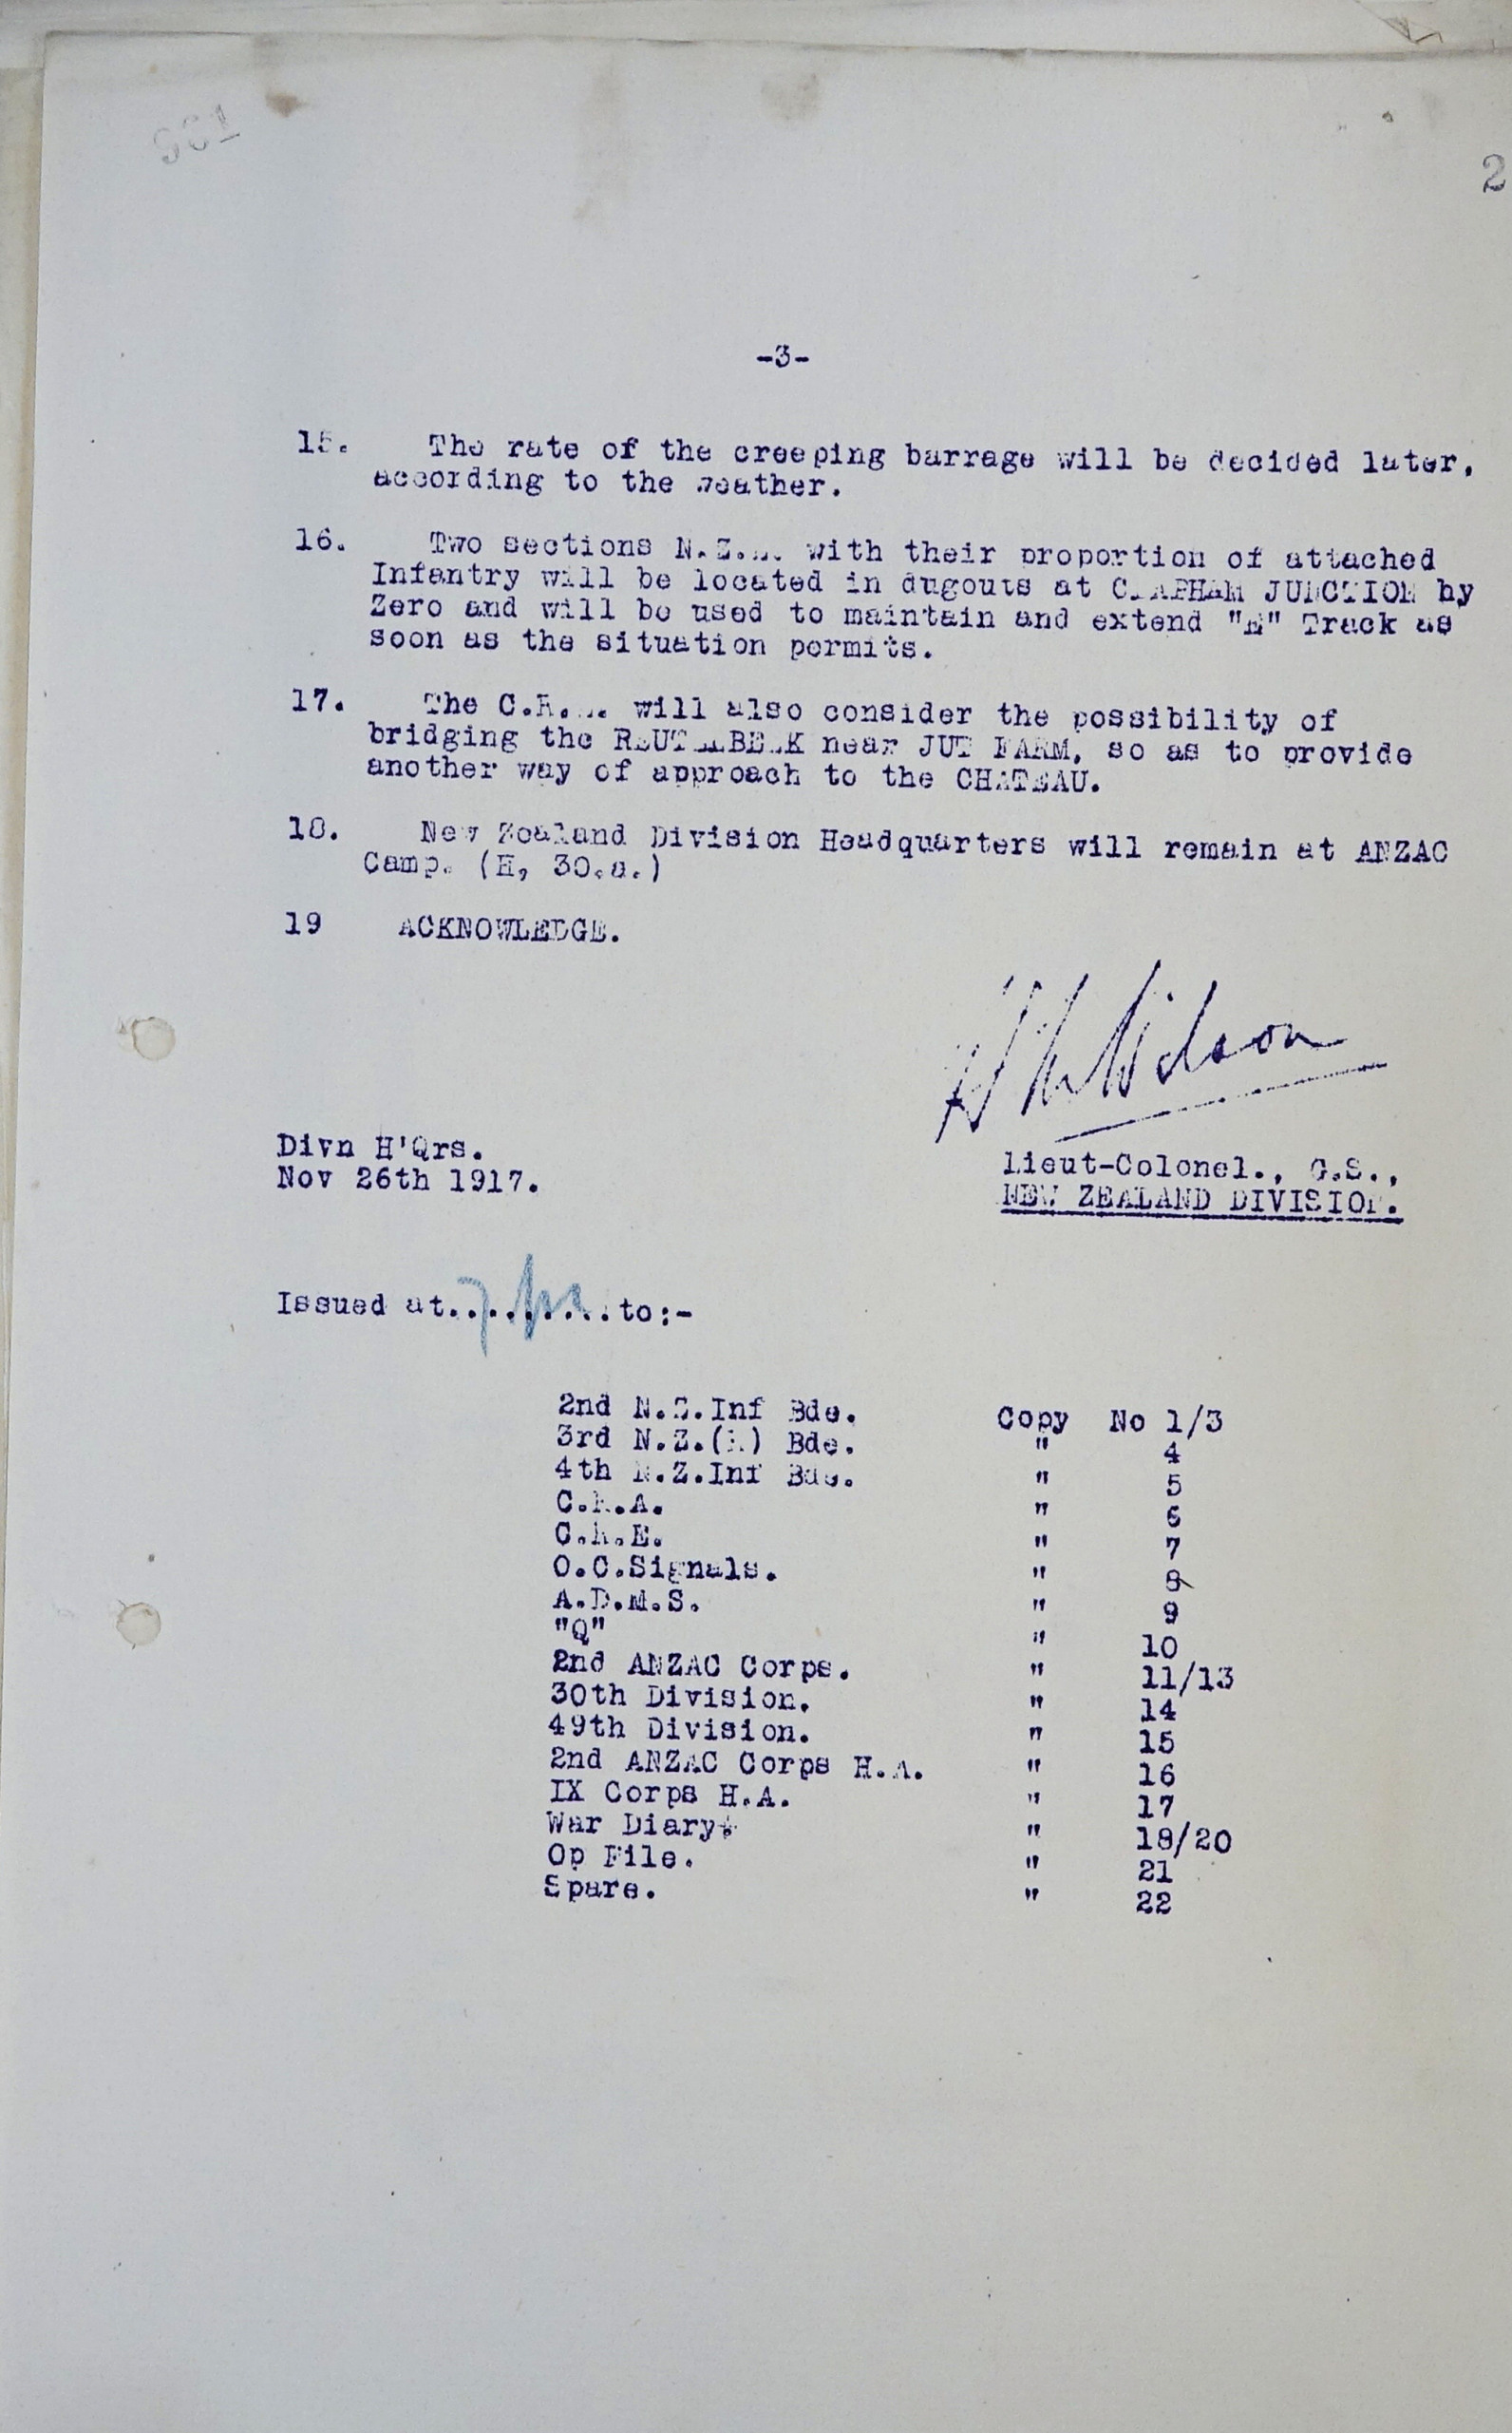 2
-3-
15. The rate of the creeping barrage will be decided later,
according to the weather.
16. Two sections N.Z.E. with their proportion of attached
Infantry will be located in dugouts at CLAPHAM JUNCTION by
Zero and will be used to maintain and extend Track as
soon as the situation permits.
17. The C.R.E. will also consider the possibility of
bridging the REUTELBEEK near JUT FARM, so as to provide
another way of approach to the CHATEAU.
18. New Zealand Division Headquarters will remain at ANZAC
Camp. (H, 30.a.)
19 ACKNOWLEDGE.
Wilson
Divn H'Qrs.
Nov 26th 1917.
Lieut-Colonel., G.S.,
NEW ZEALAND DIVISION.
Issued at.........to:-
2nd N.Z.Inf Bde. Copy No 1/3
3rd N.Z.(R) Bde. " 4
4th N.Z.Inf Bde. " 5
C.R.A. " 6
C.R.E. " 7
O.C.Signals. " 8
A.D.M.S. " 9
"Q" " 10
2nd ANZAC Corps. " 11/13
30th Division. " 14
49th Division. " 15
2nd ANZAC Corps H.A. " 16
IX Corps H.A. " 17
War Diary. " 18/20
Op File. " 21
Spare. " 22